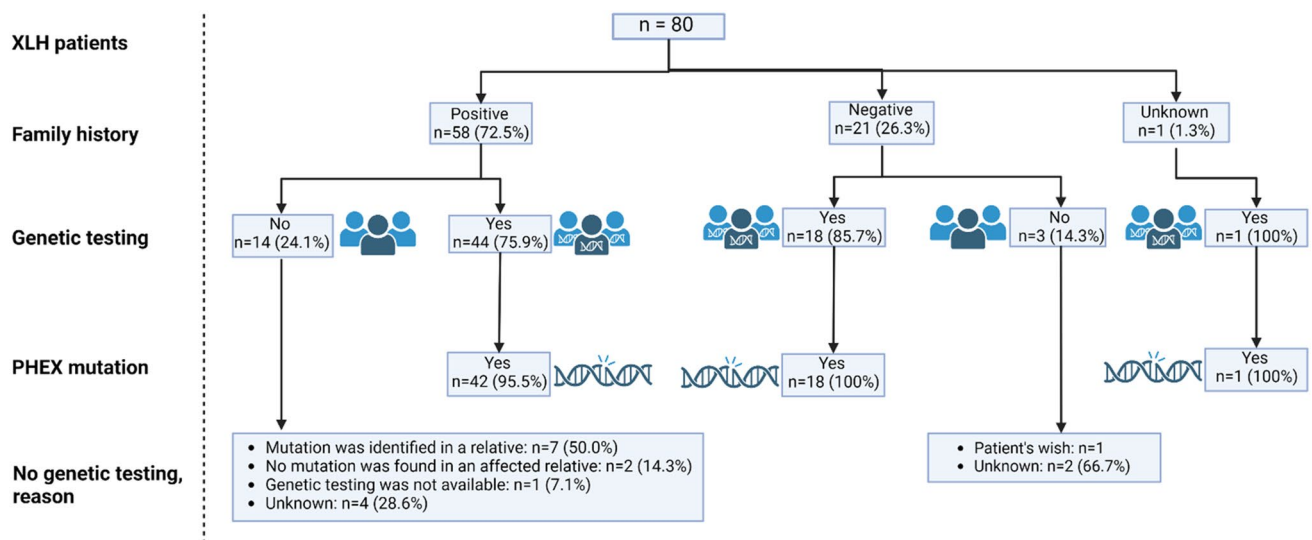 XLH patients
n = 80
Family history
Positive
n=58 (72.5%)
Negative
n=21 (26.3%)
Unknown
n=1 (1.3%)
Genetic testing
No
n=14 (24.1%)
Yes
n=44 (75.9%)
Yes
n=18 (85.7%)
No
n=3 (14.3%)
Yes
n=1 (100%)
PHEX mutation
Yes
n=42 (95.5%)
Yes
n=18 (100%)
Yes
n=1 (100%)
No genetic testing,
reason
• Mutation was identified in a relative: n=7 (50.0%)
• No mutation was found in an affected relative: n=2 (14.3%)
• Genetic testing was not available: n=1 (7.1%)
• Unknown: n=4 (28.6%)
• Patient's wish: n=1
• Unknown: n=2 (66.7%)